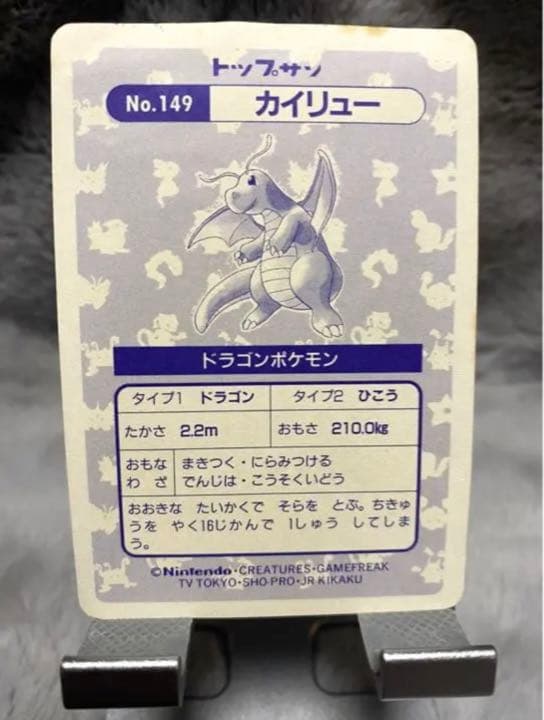 トップサン
No.149 カイリュー
ドラゴンポケモン
タイプ1 ドラゴン タイプ2 ひこう
たかさ 2.2m おもさ 210.0kg
おもな わざ まきつく・にらみつける
でんじは・こうそくいどう
おおきな たいかくで そらを とぶ。ちきゅ
うを やく16じかんで 1しゅう してしま
う。
©Nintendo・CREATURES・GAMEFREAK
TV TOKYO・SHO-PRO・JR KIKAKU